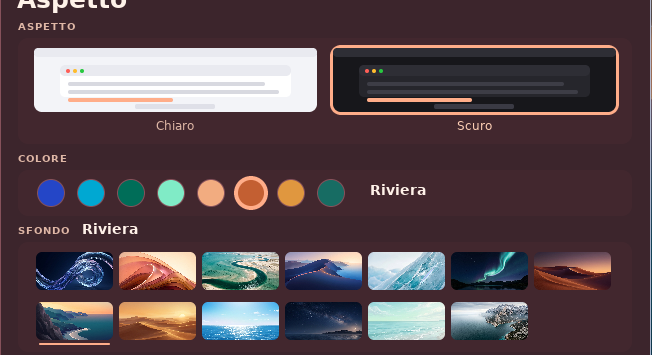 Aspetto
ASPETTO
Chiaro
Scuro
COLORE
Riviera
SFONDO Riviera